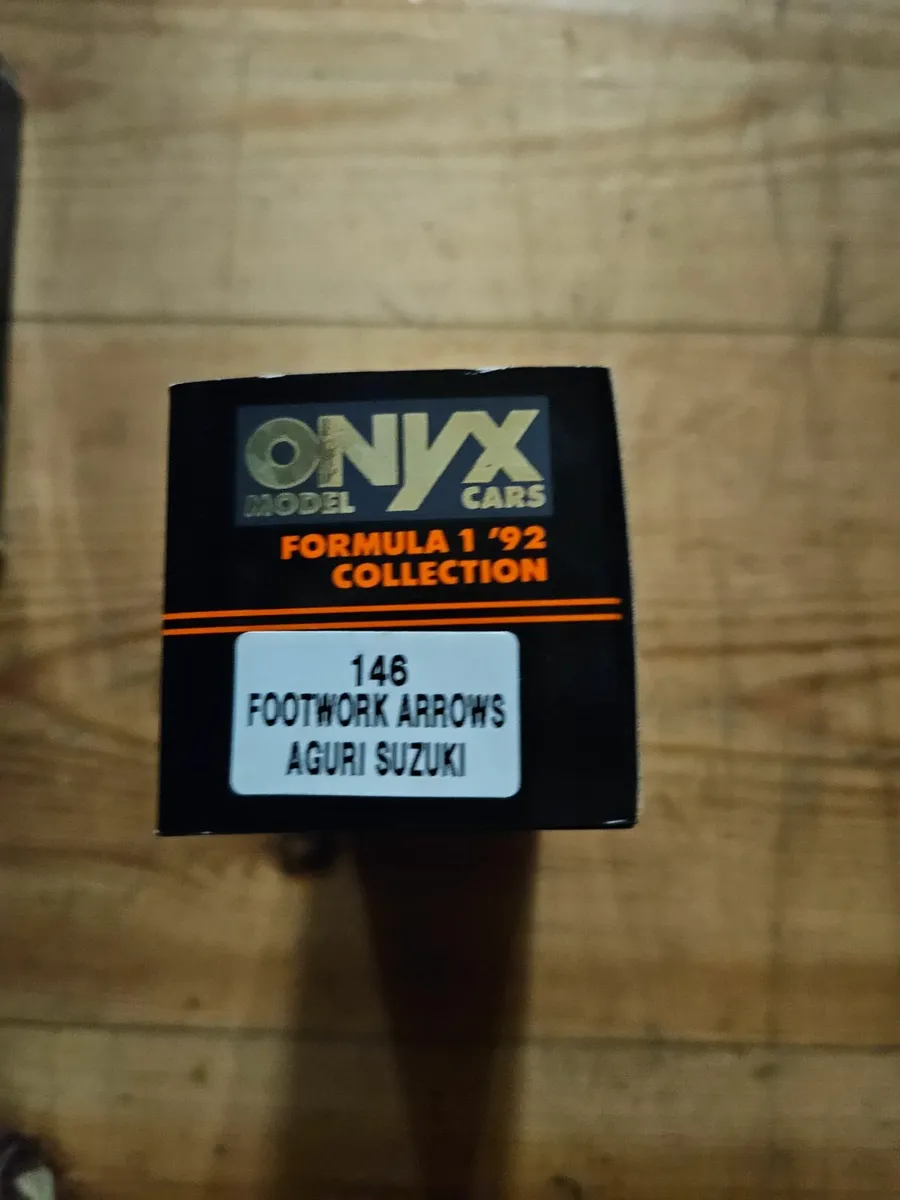 ONYX
MODEL CARS
FORMULA 1 '92
COLLECTION
146
FOOTWORK ARROWS
AGURI SUZUKI